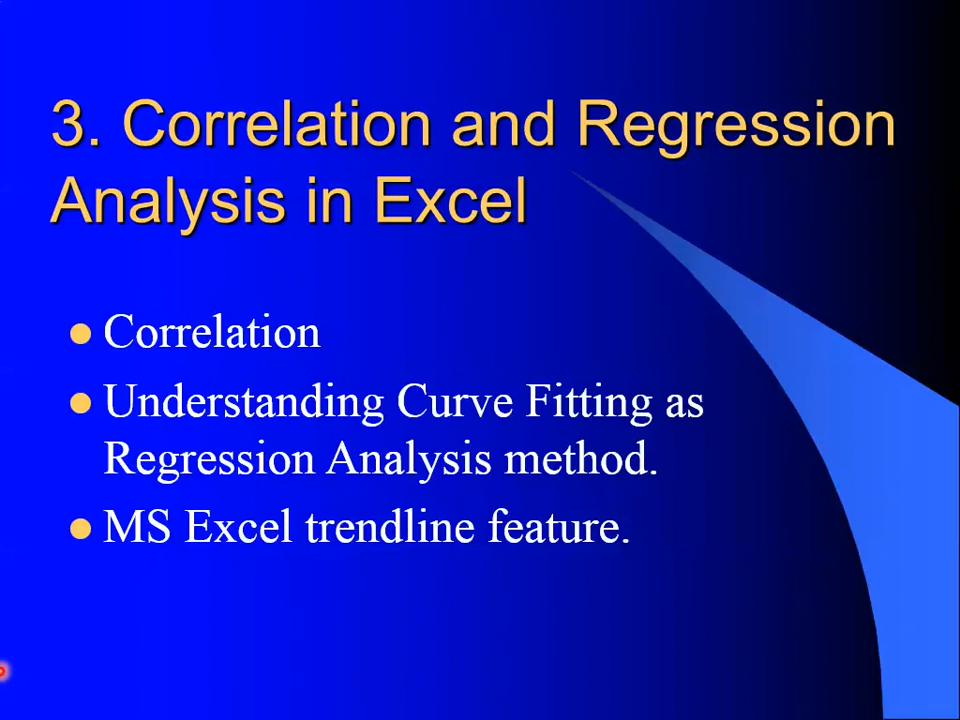 3. Correlation and Regression
Analysis in Excel
Correlation
Understanding Curve Fitting as
Regression Analysis method.
MS Excel trendline feature.